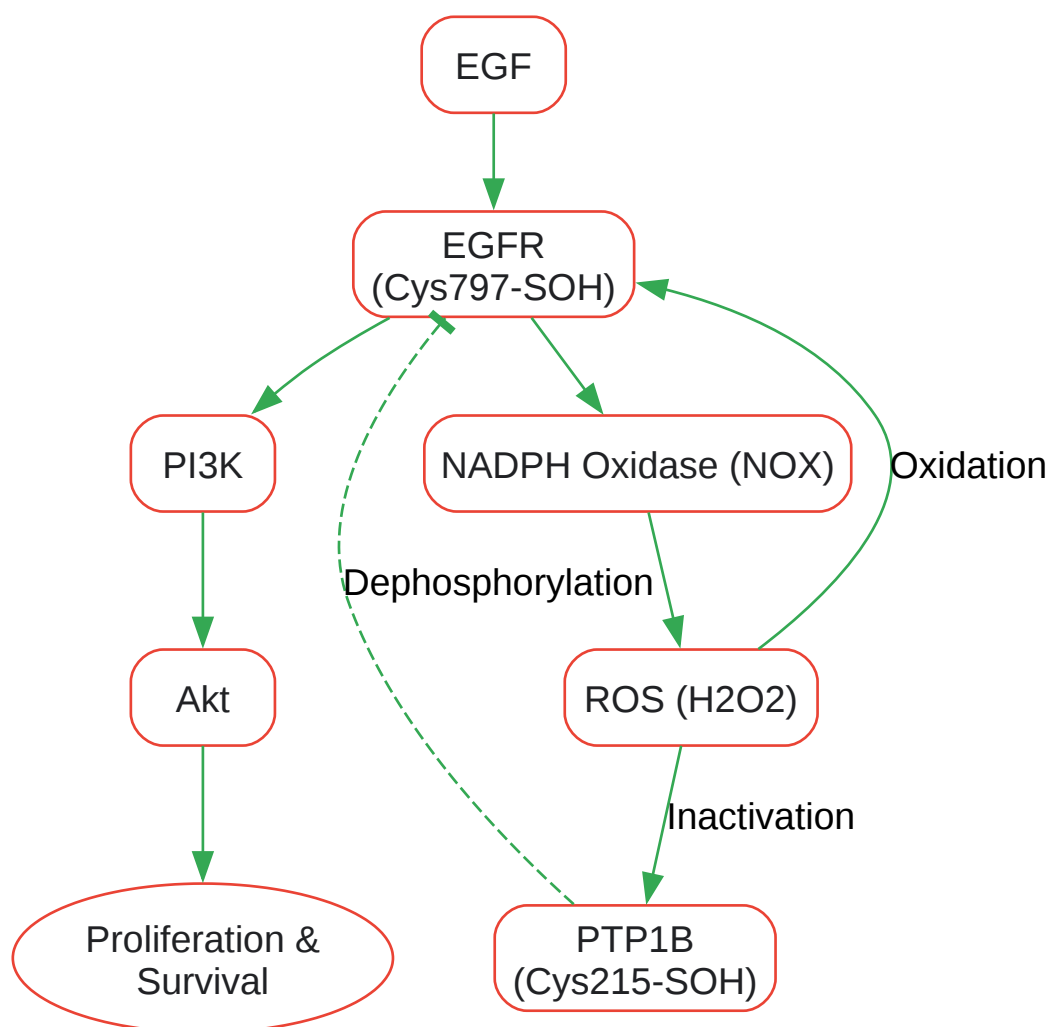 EGF
EGFR
(Cys797-SOH)
PI3K
NADPH Oxidase (NOX)
Oxidation
Dephosphorylation
Akt
ROS (H2O2)
Inactivation
Proliferation &
Survival
PTP1B
(Cys215-SOH)